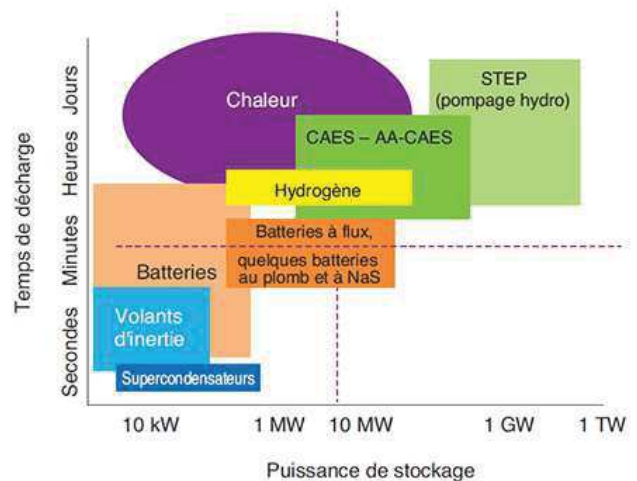 Temps de décharge
Jours
Heures
Minutes
Secondes
Chaleur
STEP
(pompage hydro)
CAES – AA-CAES
Hydrogène
Batteries à flux,
quelques batteries
au plomb et à NaS
Batteries
Volants
d'inertie
Supercondensateurs
10 kW
1 MW
10 MW
1 GW
1 TW
Puissance de stockage